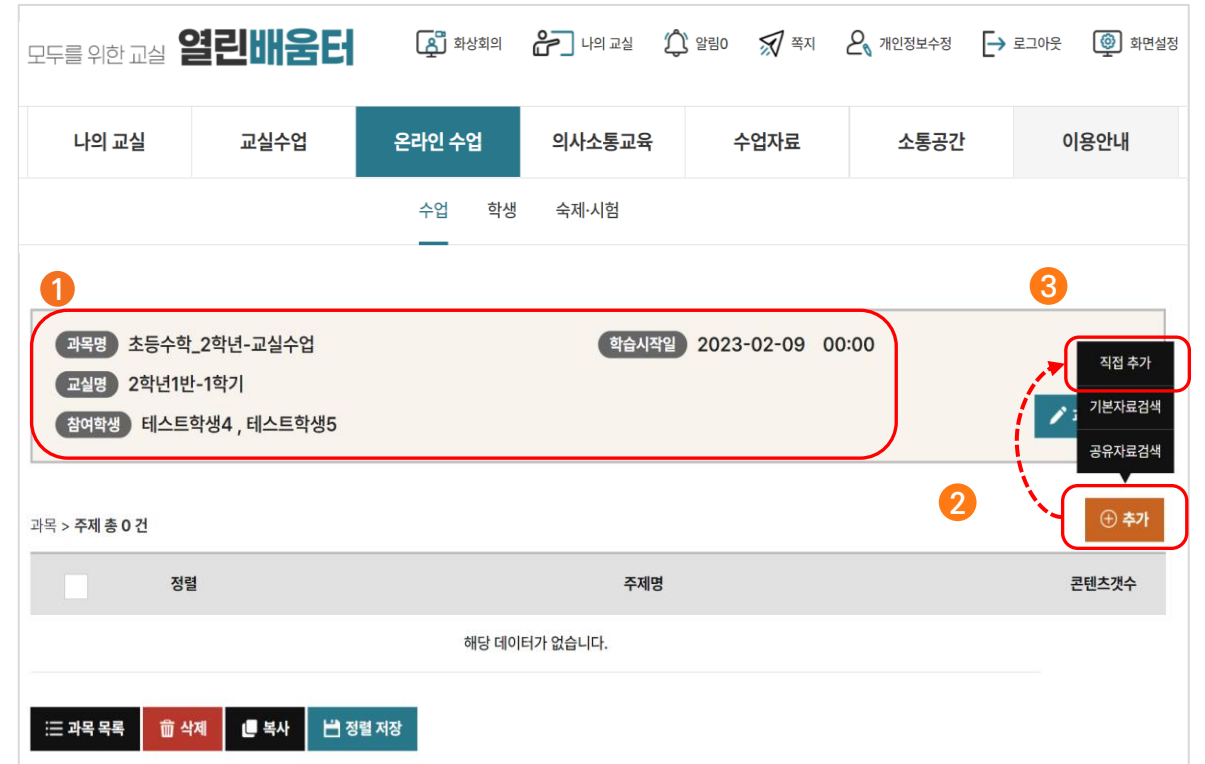 모두를 위한 교실 열린배움터
화상회의 나의 교실 알림0 쪽지 개인정보수정 로그아웃 화면설정
나의 교실 교실수업 온라인 수업 의사소통교육 수업자료 소통공간 이용안내
수업 학생 숙제·시험
1
3
과목명 초등수학_2학년-교실수업 학습시작일 2023-02-09 00:00
직접 추가
교실명 2학년1반-1학기
기본자료검색
참여학생 테스트학생4 , 테스트학생5
공유자료검색
2
과목 > 주제 총 0 건
추가
정렬 주제명 콘텐츠갯수
해당 데이터가 없습니다.
과목 목록 삭제 복사 정렬 저장